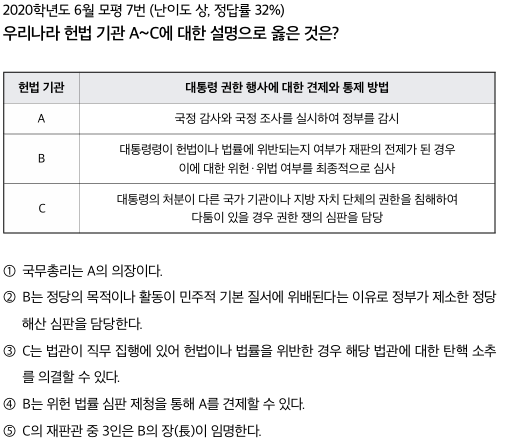 2020학년도 6월 모평 7번 (난이도 상, 정답률 32%)
우리나라 헌법 기관 A~C에 대한 설명으로 옳은 것은?
헌법 기관 대통령 권한 행사에 대한 견제와 통제 방법
A 국정 감사와 국정 조사를 실시하여 정부를 감시
B 대통령령이 헌법이나 법률에 위반되는지 여부가 재판의 전제가 된 경우
이에 대한 위헌·위법 여부를 최종적으로 심사
C 대통령의 처분이 다른 국가 기관이나 지방 자치 단체의 권한을 침해하여
다툼이 있을 경우 권한 쟁의 심판을 담당
① 국무총리는 A의 의장이다.
② B는 정당의 목적이나 활동이 민주적 기본 질서에 위배된다는 이유로 정부가 제소한 정당
해산 심판을 담당한다.
③ C는 법관이 직무 집행에 있어 헌법이나 법률을 위반한 경우 해당 법관에 대한 탄핵 소추
를 의결할 수 있다.
④ B는 위헌 법률 심판 제청을 통해 A를 견제할 수 있다.
⑤ C의 재판관 중 3인은 B의 장(長)이 임명한다.